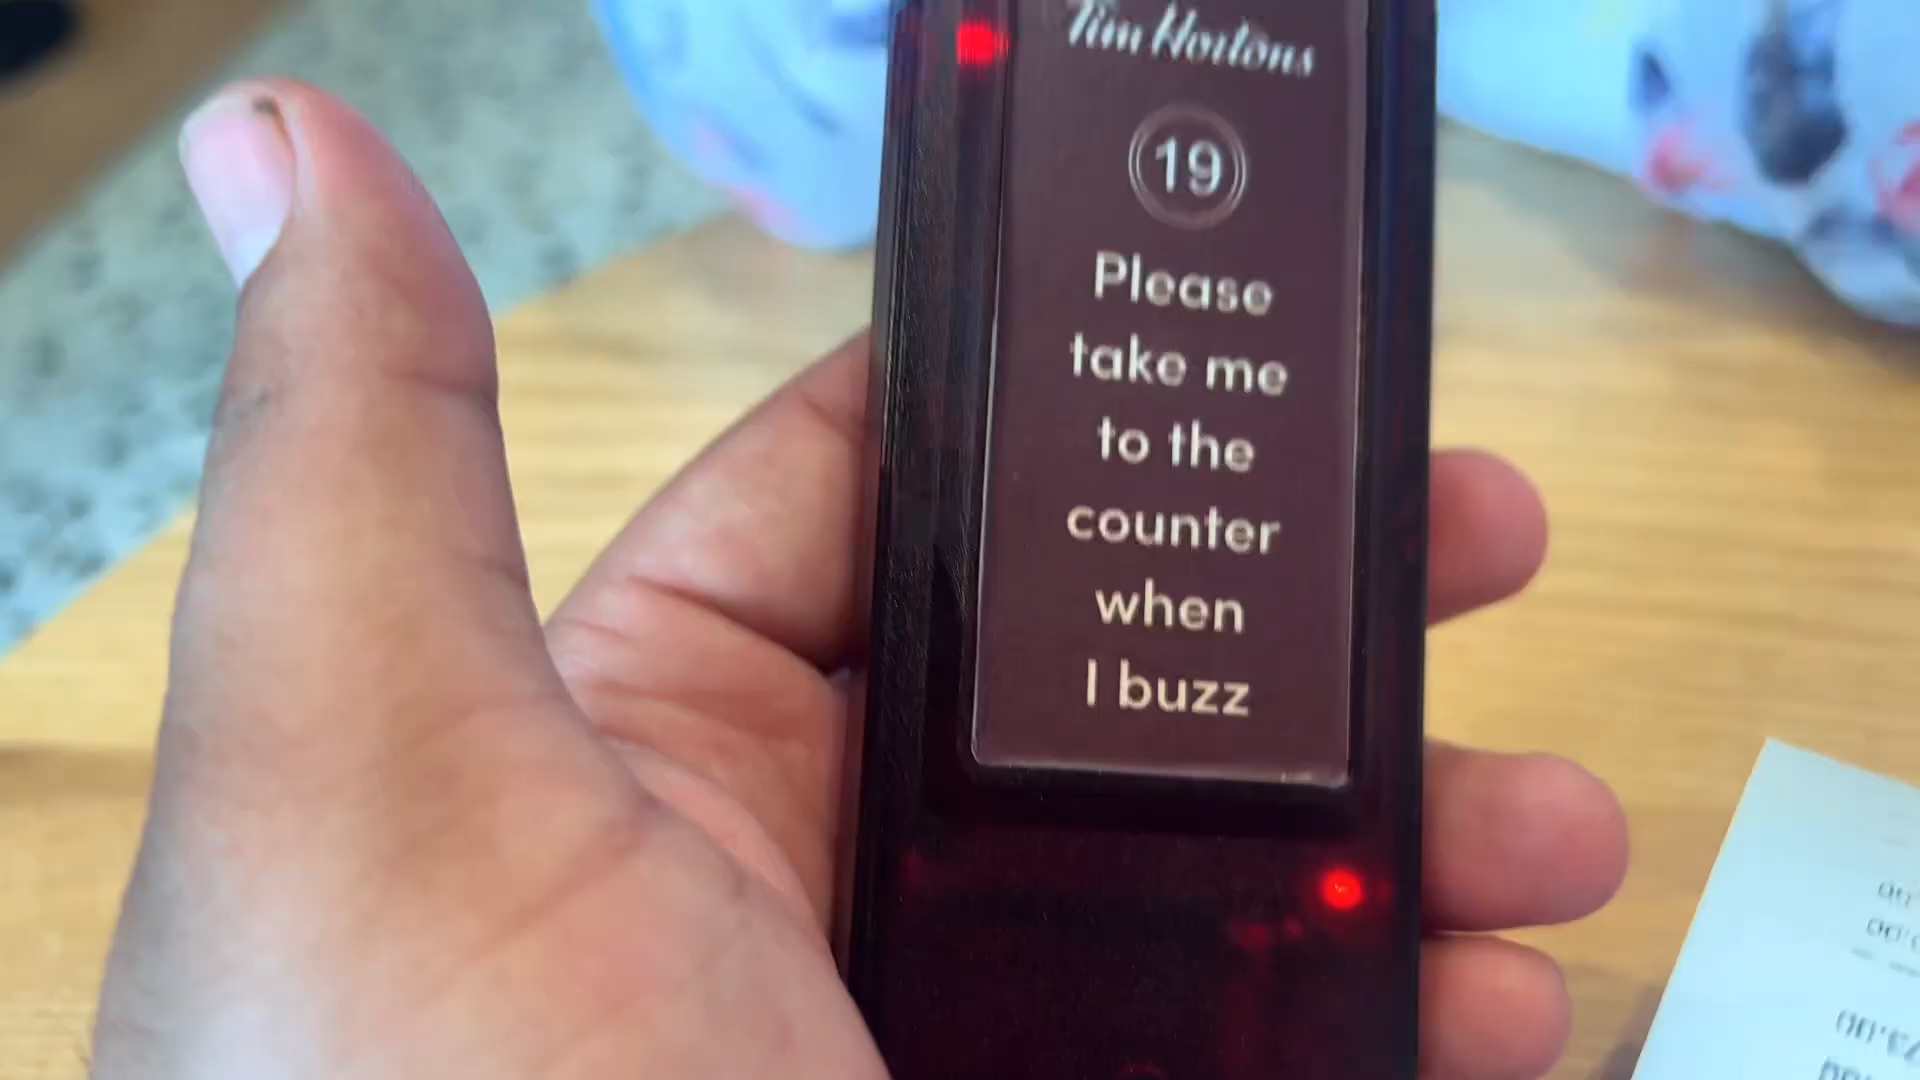 Tim Hortons
19
Please
take me
to the
counter
when
I buzz